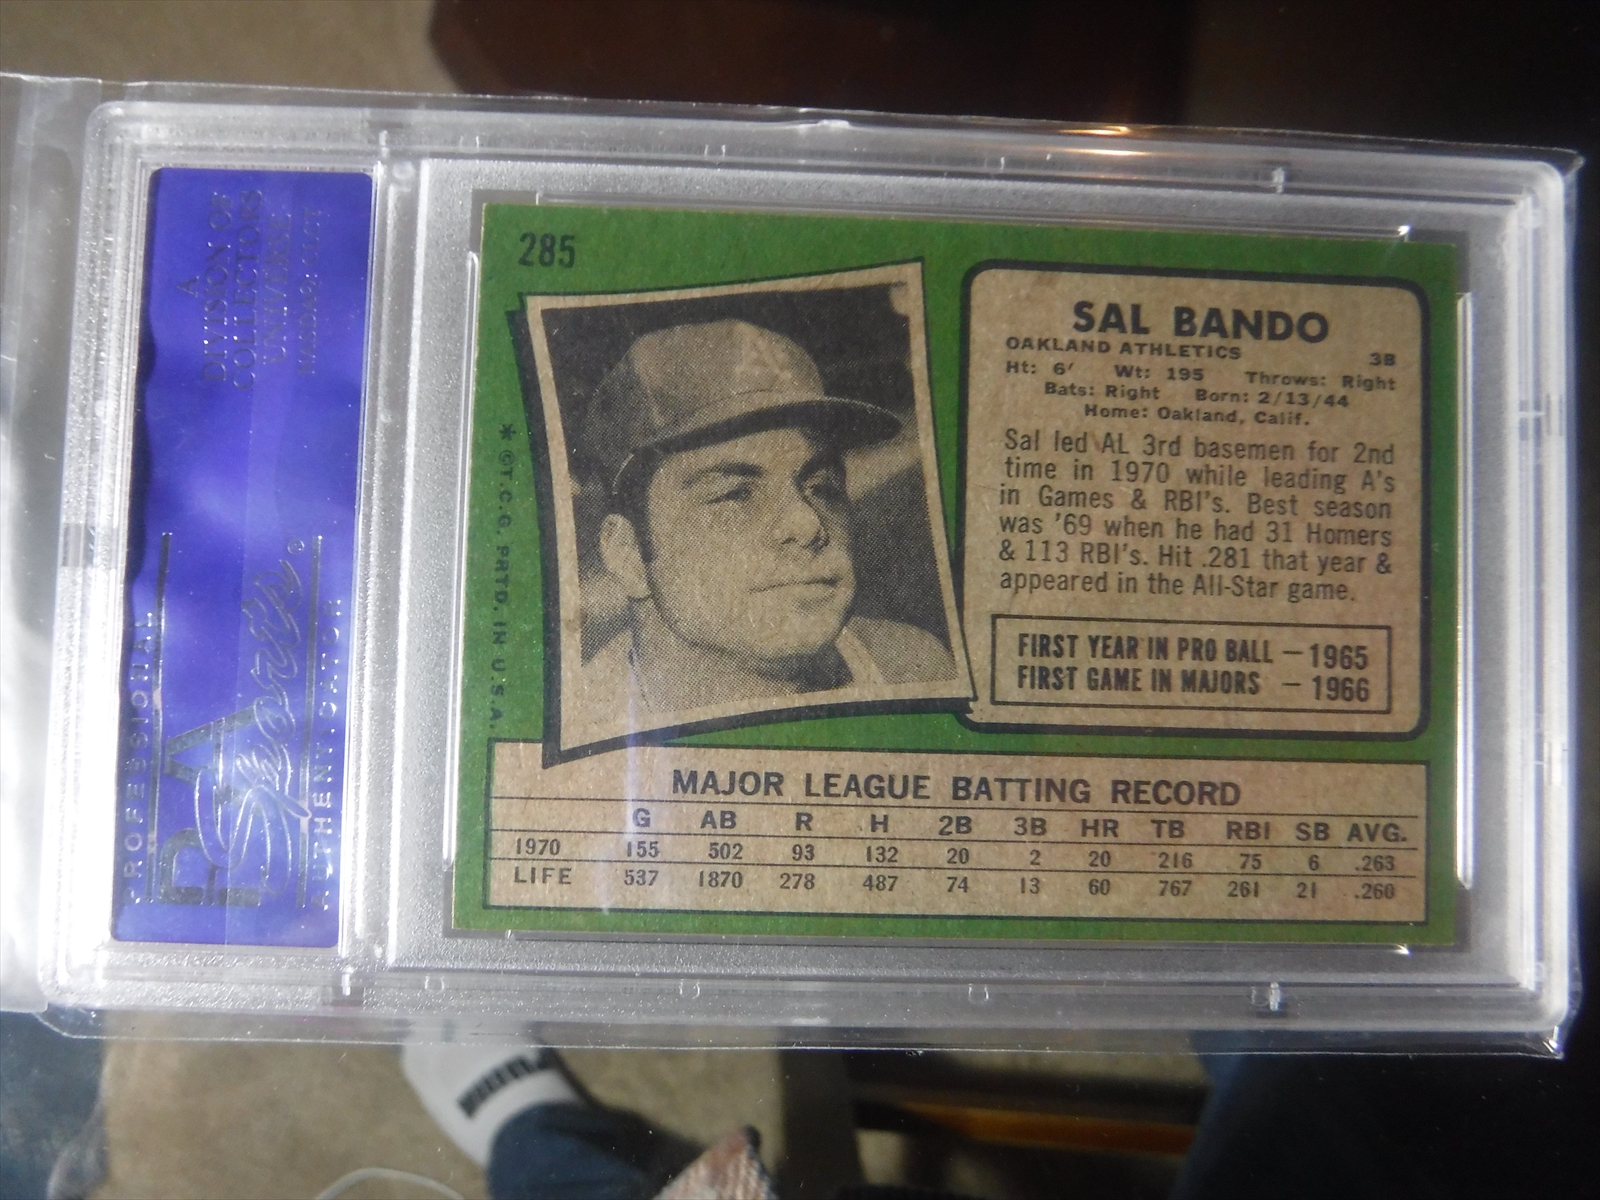 A
DIVISION OF
COLLECTORS
UNIVERSE
NASDAQ: CLCT
PROFESSIONAL
PSA
Sports®
AUTHENTICATOR
285
* ©T.C.G. PRTD. IN U.S.A.
SAL BANDO
OAKLAND ATHLETICS 3B
Ht: 6' Wt: 195 Throws: Right
Bats: Right Born: 2/13/44
Home: Oakland, Calif.
Sal led AL 3rd basemen for 2nd
time in 1970 while leading A's
in Games & RBI's. Best season
was '69 when he had 31 Homers
& 113 RBI's. Hit .281 that year &
appeared in the All-Star game.
FIRST YEAR IN PRO BALL — 1965
FIRST GAME IN MAJORS — 1966
MAJOR LEAGUE BATTING RECORD
G AB R H 2B 3B HR TB RBI SB AVG.
1970 155 502 93 132 20 2 20 216 75 6 .263
LIFE 537 1870 278 487 74 13 60 767 261 21 .260